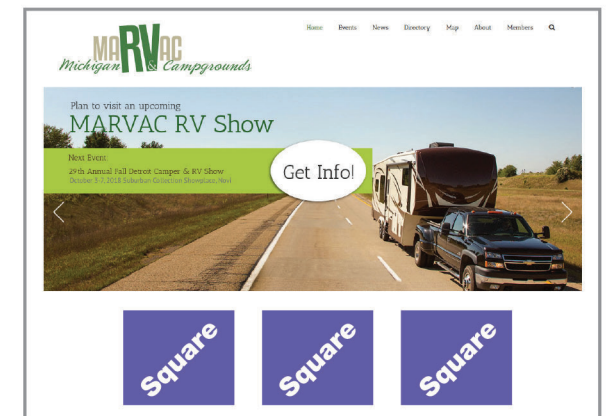 Home Events News Directory Map About Members
MARVAC
Michigan & Campgrounds
Plan to visit an upcoming
MARVAC RV Show
Next Event:
29th Annual Fall Detroit Camper & RV Show
October 3-7, 2018 Suburban Collection Showplace, Novi
Get Info!
Square Square Square